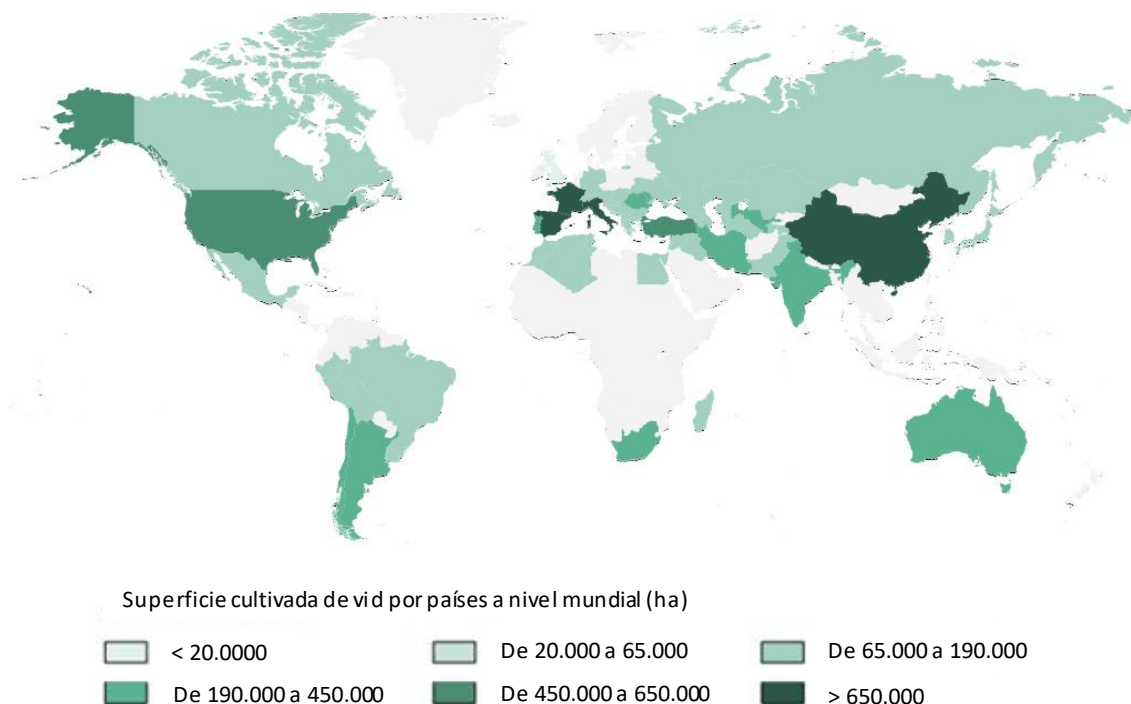 Superficie cultivada de vid por países a nivel mundial (ha)
< 20.0000
De 20.000 a 65.000
De 65.000 a 190.000
De 190.000 a 450.000
De 450.000 a 650.000
> 650.000